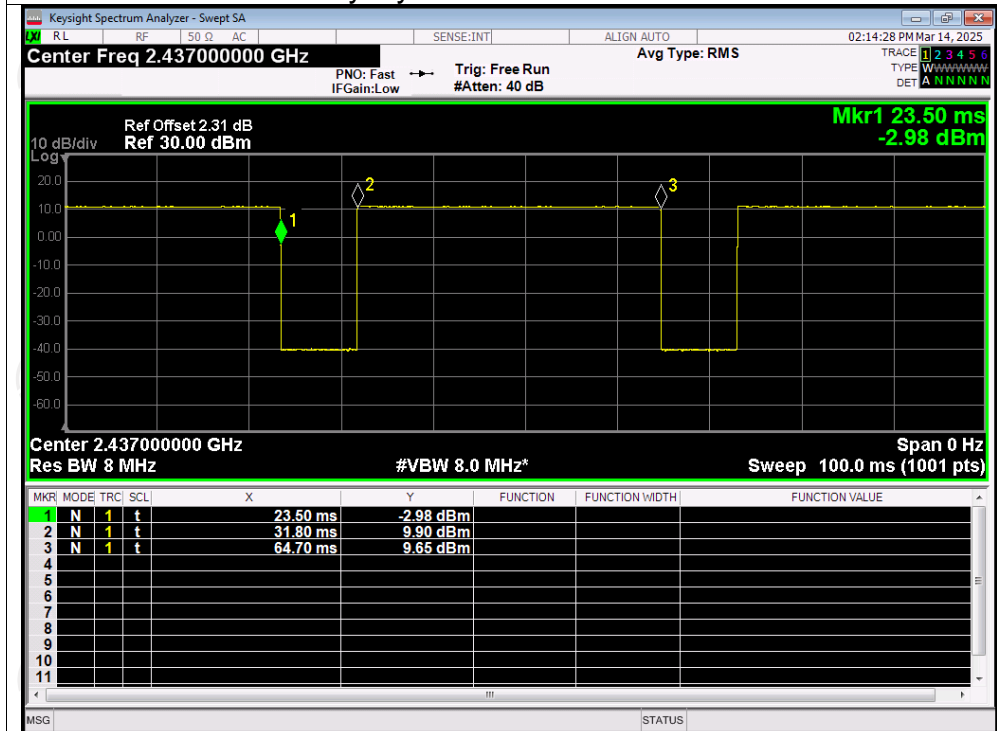 Keysight Spectrum Analyzer - Swept SA
LXI RL RF 50 Ω AC SENSE:INT ALIGN AUTO 02:14:28 PM Mar 14, 2025
Center Freq 2.437000000 GHz Avg Type: RMS TRACE 1 2 3 4 5 6
PNO: Fast Trig: Free Run TYPE WWWWWW
IFGain:Low #Atten: 40 dB DET A N N N N N
Mkr1 23.50 ms
Ref Offset 2.31 dB
10 dB/div Ref 30.00 dBm -2.98 dBm
Log
20.0
10.0
0.00
-10.0
-20.0
-30.0
-40.0
-50.0
-60.0
1
2
3
Center 2.437000000 GHz Span 0 Hz
Res BW 8 MHz #VBW 8.0 MHz* Sweep 100.0 ms (1001 pts)
MKR MODE TRC SCL X Y FUNCTION FUNCTION WIDTH FUNCTION VALUE
1 N 1 t 23.50 ms -2.98 dBm
2 N 1 t 31.80 ms 9.90 dBm
3 N 1 t 64.70 ms 9.65 dBm
4
5
6
7
8
9
10
11
MSG STATUS